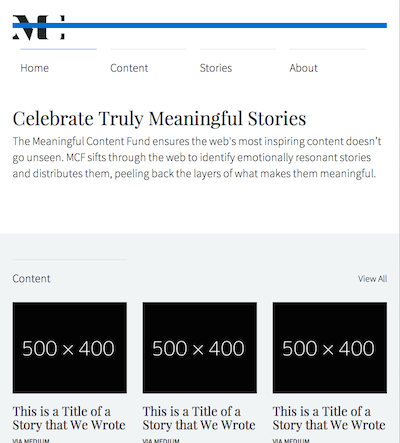 MCF
Home Content Stories About
Celebrate Truly Meaningful Stories
The Meaningful Content Fund ensures the web's most inspiring content doesn't
go unseen. MCF sifts through the web to identify emotionally resonant stories
and distributes them, peeling back the layers of what makes them meaningful.
Content View All
500 × 400 500 × 400 500 × 400
This is a Title of a This is a Title of a This is a Title of a
Story that We Wrote Story that We Wrote Story that We Wrote
VIA MEDIUM VIA MEDIUM VIA MEDIUM